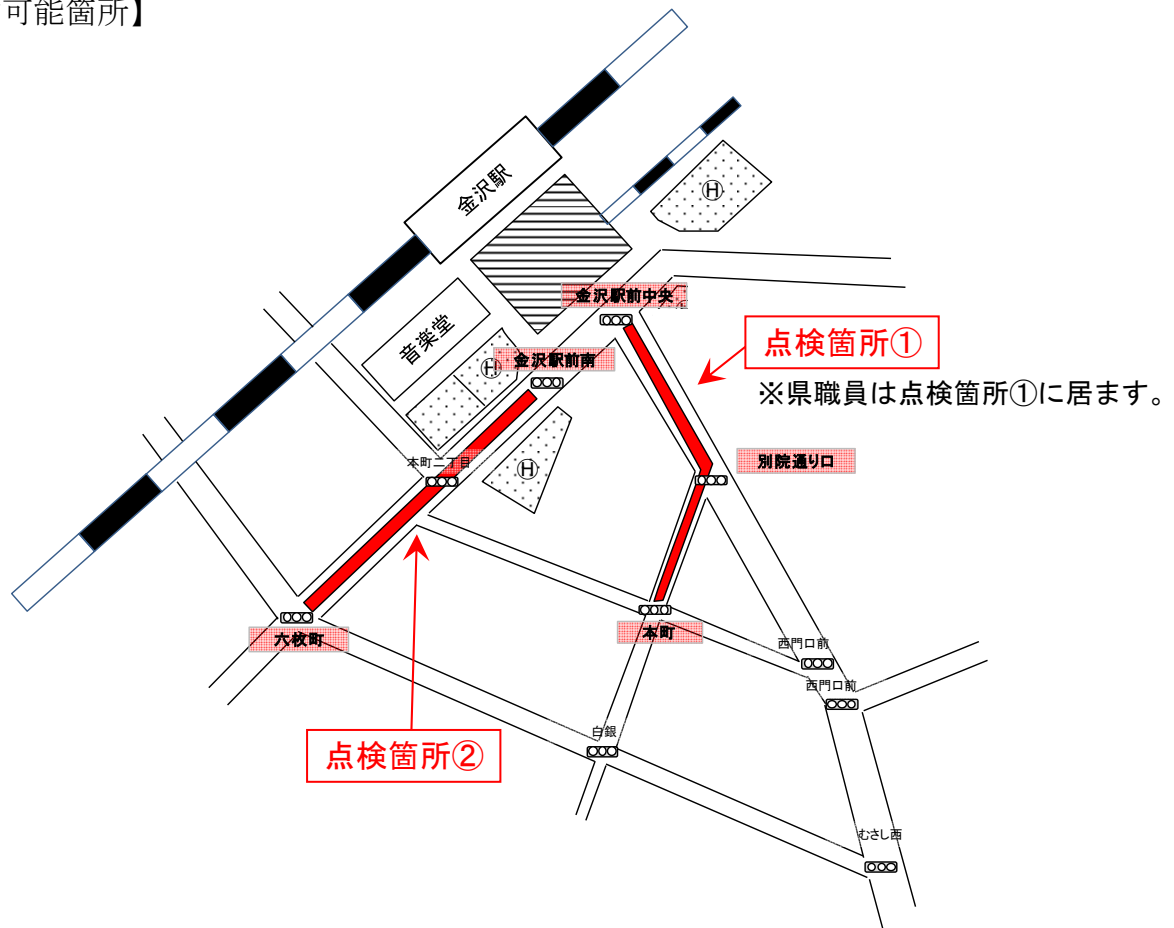 可能箇所】
金沢駅
Ⓗ
金沢駅前中央
音楽堂
Ⓗ
金沢駅前南
点検箇所①
※県職員は点検箇所①に居ます。
本町二丁目
Ⓗ
別院通り口
六枚町
本町
西門口前
西門口前
点検箇所②
白銀
むさし西